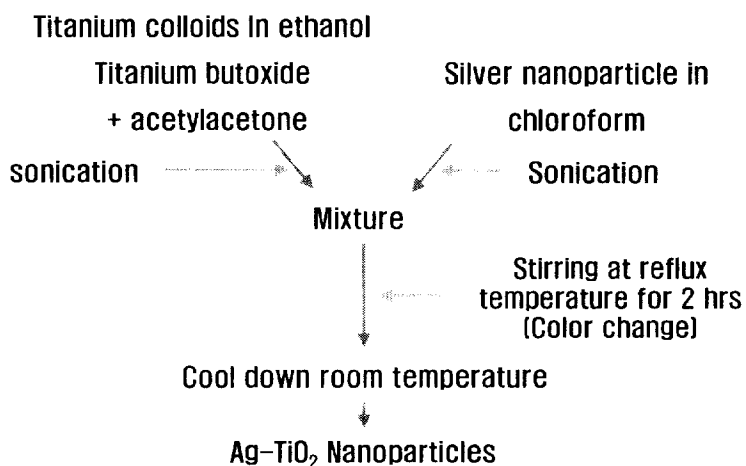 Titanium colloids in ethanol
Titanium butoxide
+ acetylacetone
Silver nanoparticle in
chloroform
sonication
Sonication
Mixture
Stirring at reflux
temperature for 2 hrs
(Color change)
Cool down room temperature
Ag-TiO₂ Nanoparticles